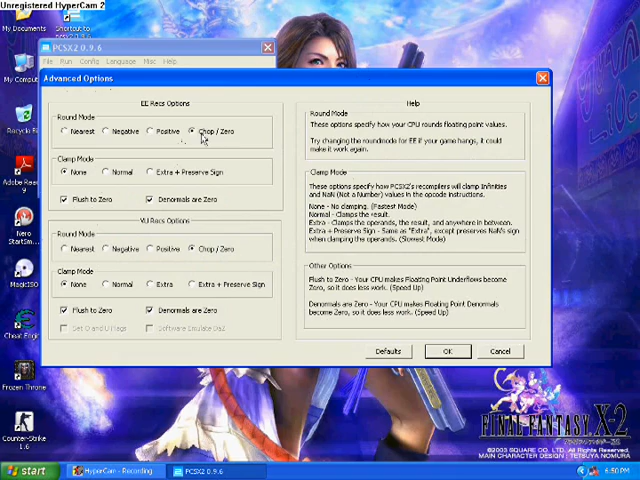 Unregistered HyperCam 2
My Documents
Shortcut to
PCSX2 0.9.6
File Run Config Language Misc Help
My Compu
Recycle Bi
Adobe Read
9
Nero
StartSm
MagicISO
Cheat Engin
Frozen Throne
Counter-Strike
1.6
Advanced Options
EE Recs Options
Round Mode
Nearest Negative Positive Chop / Zero
Clamp Mode
None Normal Extra + Preserve Sign
Flush to Zero Denormals are Zero
VU Recs Options
Round Mode
Nearest Negative Positive Chop / Zero
Clamp Mode
None Normal Extra Extra + Preserve Sign
Flush to Zero Denormals are Zero
Set O and U Flags Software Emulate DaZ
Help
Round Mode
These options specify how your CPU rounds floating point values.
Try changing the roundmode for EE if your game hangs, it could
make it work again.
Clamp Mode
These options specify how PCSX2's recompilers will clamp Infinities
and NaN (Not a Number) values in the opcode instructions.
None - No clamping. (Fastest Mode)
Normal - Clamps the result.
Extra - Clamps the operands, the result, and anywhere in between.
Extra + Preserve Sign - Same as "Extra", except preserves NaN's sign
when clamping the operands. (Slowest Mode)
Other Options
Flush to Zero - Your CPU makes Floating Point Underflows become
Zero, so it does less work. (Speed Up)
Denormals are Zero - Your CPU makes Floating Point Denormals
become Zero, so it does less work. (Speed Up)
Defaults OK Cancel
FINAL FANTASY X-2
©2003 SQUARE CO., LTD. All Rights Reserved.
MAIN CHARACTER DESIGN : TETSUYA NOMURA
start HyperCam - Recording PCSX2 0.9.6 6:50 PM